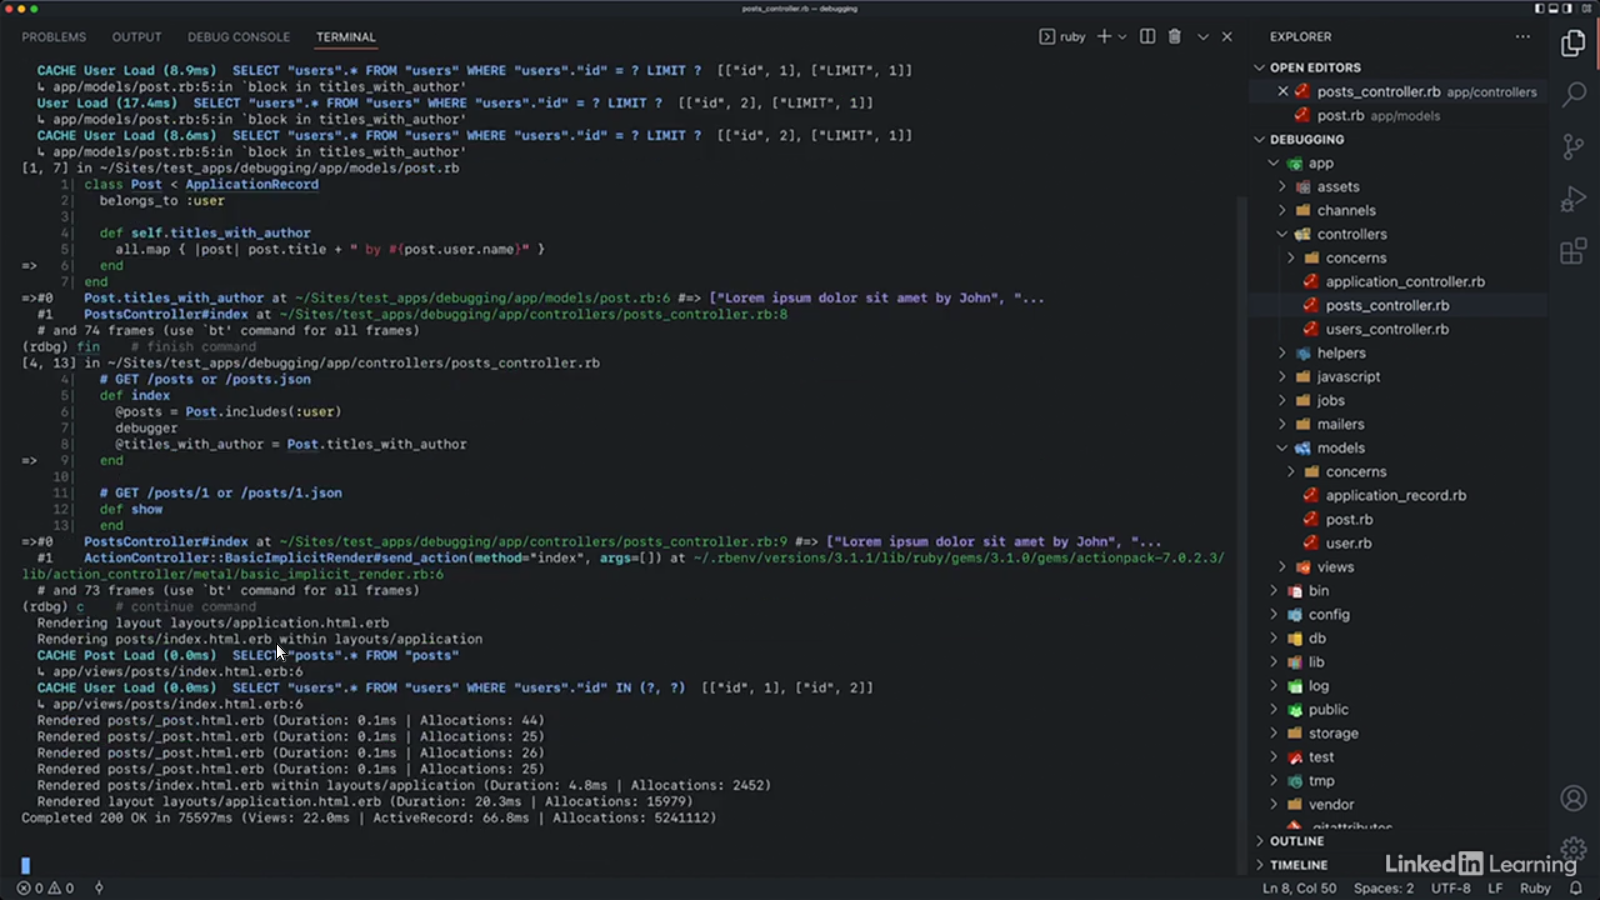 posts_controller.rb — debugging
PROBLEMS OUTPUT DEBUG CONSOLE TERMINAL
ruby
CACHE User Load (8.9ms) SELECT "users".* FROM "users" WHERE "users"."id" = ? LIMIT ? [["id", 1], ["LIMIT", 1]]
↳ app/models/post.rb:5:in `block in titles_with_author'
User Load (17.4ms) SELECT "users".* FROM "users" WHERE "users"."id" = ? LIMIT ? [["id", 2], ["LIMIT", 1]]
↳ app/models/post.rb:5:in `block in titles_with_author'
CACHE User Load (8.6ms) SELECT "users".* FROM "users" WHERE "users"."id" = ? LIMIT ? [["id", 2], ["LIMIT", 1]]
↳ app/models/post.rb:5:in `block in titles_with_author'
[1, 7] in ~/Sites/test_apps/debugging/app/models/post.rb
1| class Post < ApplicationRecord
2| belongs_to :user
3|
4| def self.titles_with_author
5| all.map { |post| post.title + " by #{post.user.name}" }
=> 6| end
7| end
=>#0 Post.titles_with_author at ~/Sites/test_apps/debugging/app/models/post.rb:6 #=> ["Lorem ipsum dolor sit amet by John", "...
#1 PostsController#index at ~/Sites/test_apps/debugging/app/controllers/posts_controller.rb:8
# and 74 frames (use `bt' command for all frames)
(rdbg) fin # finish command
[4, 13] in ~/Sites/test_apps/debugging/app/controllers/posts_controller.rb
4| # GET /posts or /posts.json
5| def index
6| @posts = Post.includes(:user)
7| debugger
8| @titles_with_author = Post.titles_with_author
=> 9| end
10|
11| # GET /posts/1 or /posts/1.json
12| def show
13| end
=>#0 PostsController#index at ~/Sites/test_apps/debugging/app/controllers/posts_controller.rb:9 #=> ["Lorem ipsum dolor sit amet by John", "...
#1 ActionController::BasicImplicitRender#send_action(method="index", args=[]) at ~/.rbenv/versions/3.1.1/lib/ruby/gems/3.1.0/gems/actionpack-7.0.2.3/
lib/action_controller/metal/basic_implicit_render.rb:6
# and 73 frames (use `bt' command for all frames)
(rdbg) c # continue command
Rendering layout layouts/application.html.erb
Rendering posts/index.html.erb within layouts/application
CACHE Post Load (0.0ms) SELECT "posts".* FROM "posts"
↳ app/views/posts/index.html.erb:6
CACHE User Load (0.0ms) SELECT "users".* FROM "users" WHERE "users"."id" IN (?, ?) [["id", 1], ["id", 2]]
↳ app/views/posts/index.html.erb:6
Rendered posts/_post.html.erb (Duration: 0.1ms | Allocations: 44)
Rendered posts/_post.html.erb (Duration: 0.1ms | Allocations: 25)
Rendered posts/_post.html.erb (Duration: 0.1ms | Allocations: 26)
Rendered posts/_post.html.erb (Duration: 0.1ms | Allocations: 25)
Rendered posts/index.html.erb within layouts/application (Duration: 4.8ms | Allocations: 2452)
Rendered layout layouts/application.html.erb (Duration: 20.3ms | Allocations: 15979)
Completed 200 OK in 75597ms (Views: 22.0ms | ActiveRecord: 66.8ms | Allocations: 5241112)
EXPLORER
OPEN EDITORS
posts_controller.rb app/controllers
post.rb app/models
DEBUGGING
app
assets
channels
controllers
concerns
application_controller.rb
posts_controller.rb
users_controller.rb
helpers
javascript
jobs
mailers
models
concerns
application_record.rb
post.rb
user.rb
views
bin
config
db
lib
log
public
storage
test
tmp
vendor
.gitattributes
OUTLINE
TIMELINE
LinkedIn Learning
0 0
Ln 8, Col 50 Spaces: 2 UTF-8 LF Ruby